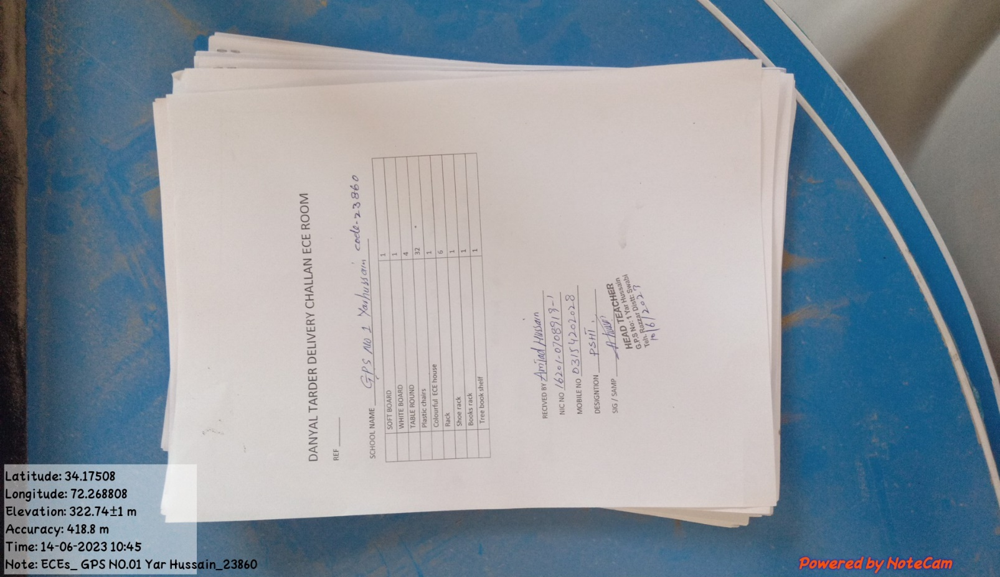 DANYAL TARDER DELIVERY CHALLAN ECE ROOM
REF
SCHOOL NAME GPS No 1 Yarhussain code-23860
SOFT BOARD 1
WHITE BOARD 1
TABLE ROUND 4
Plastic chairs 32
Colourful ECE house 1
Rack 6
Shoe rack 1
Books rack 1
Tree book shelf 1
RECIVED BY Amjad Hussain
NIC NO 16201-0708919-1
MOBILE NO 03154202028
DESIGNTION PSHT
SIG / SAMP
HEAD TEACHER
G.P.S No: 1 Yar Hussain
Teh. Razzar Distt: Swabi
10/6/2023
Latitude: 34.17508
Longitude: 72.268808
Elevation: 322.74±1 m
Accuracy: 418.8 m
Time: 14-06-2023 10:45
Note: ECEs_ GPS NO.01 Yar Hussain_23860
Powered by NoteCam